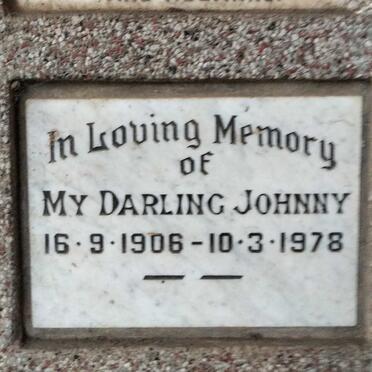 In Loving Memory
of
MY DARLING JOHNNY
16·9·1906-10·3·1978
— —